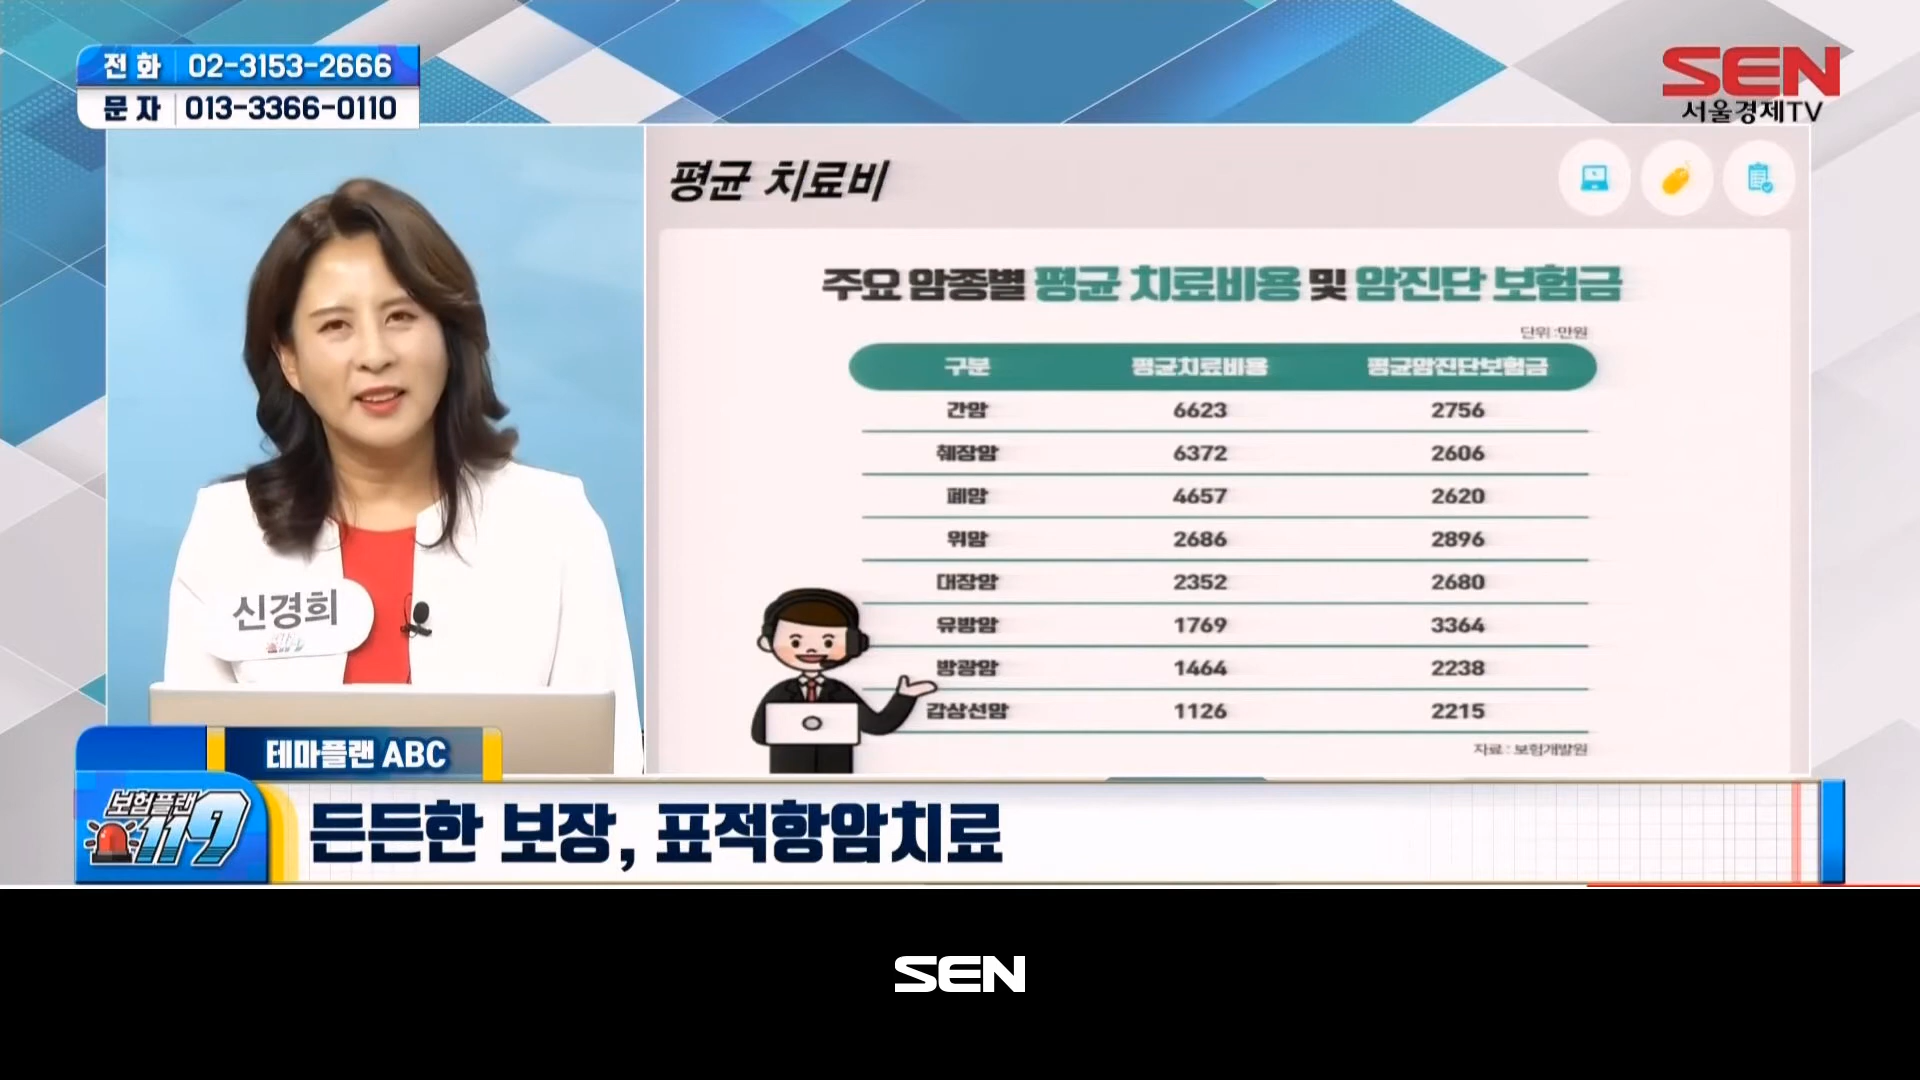 전화 02-3153-2666
문자 013-3366-0110
SEN
서울경제TV
평균 치료비
주요 암종별 평균 치료비용 및 암진단 보험금
단위 :만원
구분 평균치료비용 평균암진단보험금
간암 6623 2756
췌장암 6372 2606
폐암 4657 2620
위암 2686 2896
대장암 2352 2680
유방암 1769 3364
방광암 1464 2238
갑상선암 1126 2215
자료 : 보험개발원
신경희
테마플랜 ABC
보험플랜
119
든든한 보장, 표적항암치료
SEN